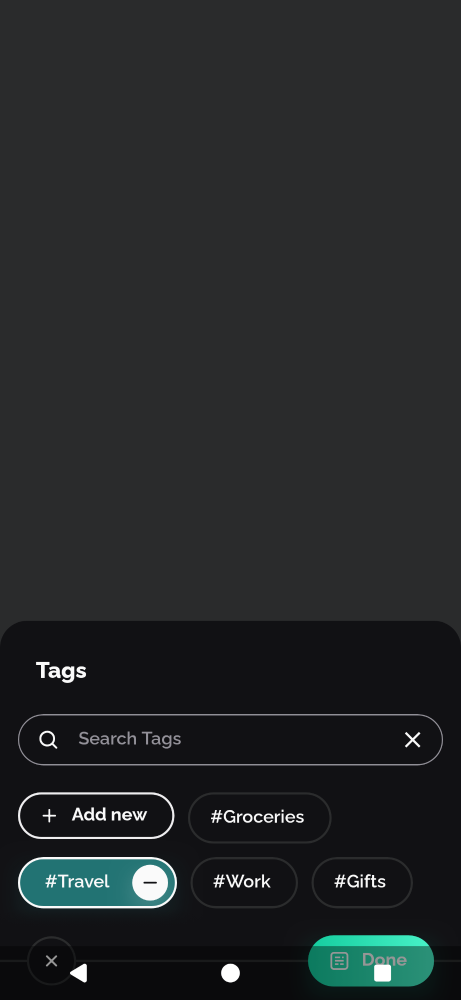 Tags
Search Tags
Add new
#Groceries
#Travel
#Work
#Gifts
Done